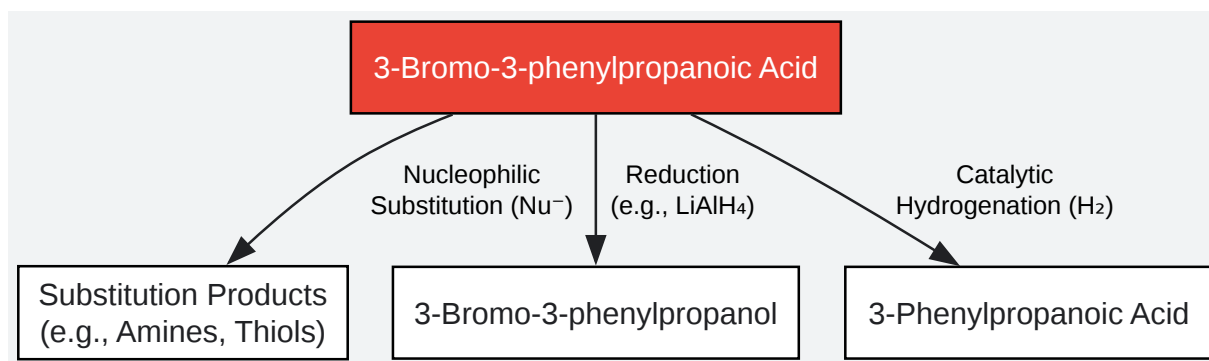 3-Bromo-3-phenylpropanoic Acid
Nucleophilic
Substitution (Nu⁻)
Reduction
(e.g., LiAlH₄)
Catalytic
Hydrogenation (H₂)
Substitution Products
(e.g., Amines, Thiols)
3-Bromo-3-phenylpropanol
3-Phenylpropanoic Acid